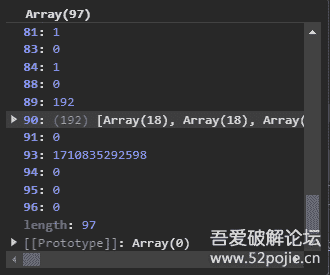 Array(97)
81: 1
83: 0
84: 1
88: 0
89: 192
90: (192) [Array(18), Array(18), Array(
91: 0
93: 1710835292598
94: 0
95: 0
96: 0
length: 97
[[Prototype]]: Array(0)
吾爱破解论坛
www.52pojie.cn